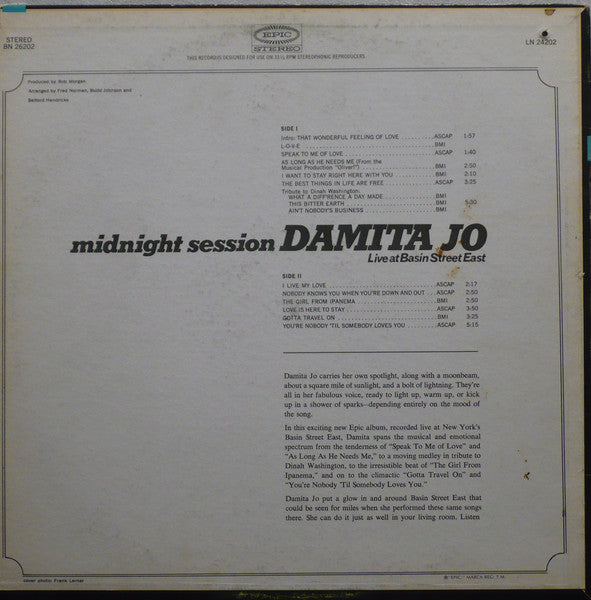 STEREO
BN 26202
EPIC
STEREO
LN 24202
THIS RECORD IS DESIGNED FOR USE ON 33⅓ RPM STEREOPHONIC REPRODUCERS.
Produced by Bob Morgan
Arranged by Fred Norman, Budd Johnson and
Belford Hendricks
SIDE I
Intro: THAT WONDERFUL FEELING OF LOVE ........ASCAP 1:57
L-O-V-E ........BMI
SPEAK TO ME OF LOVE ........ASCAP 1:40
AS LONG AS HE NEEDS ME (From the
Musical Production "Oliver!") ........BMI 2:50
I WANT TO STAY RIGHT HERE WITH YOU ........BMI 2:10
THE BEST THINGS IN LIFE ARE FREE ........ASCAP 3:25
Tribute to Dinah Washington:
WHAT A DIFF'RENCE A DAY MADE ........BMI
THIS BITTER EARTH ........BMI 5:30
AIN'T NOBODY'S BUSINESS ........BMI
midnight session DAMITA JO
Live at Basin Street East
SIDE II
I LIVE MY LOVE ........ASCAP 2:17
NOBODY KNOWS YOU WHEN YOU'RE DOWN AND OUT ...ASCAP 2:50
THE GIRL FROM IPANEMA ........BMI 2:50
LOVE IS HERE TO STAY ........ASCAP 3:50
GOTTA TRAVEL ON ........BMI 3:25
YOU'RE NOBODY 'TIL SOMEBODY LOVES YOU ........ASCAP 5:15
Damita Jo carries her own spotlight, along with a moonbeam,
about a square mile of sunlight, and a bolt of lightning. They're
all in her fabulous voice, ready to light up, warm up, or kick
up in a shower of sparks—depending entirely on the mood of
the song.
In this exciting new Epic album, recorded live at New York's
Basin Street East, Damita spans the musical and emotional
spectrum from the tenderness of "Speak To Me of Love" and
"As Long As He Needs Me," to a moving medley in tribute to
Dinah Washington, to the irresistible beat of "The Girl From
Ipanema," and on to the climactic "Gotta Travel On" and
"You're Nobody 'Til Somebody Loves You."
Damita Jo put a glow in and around Basin Street East that
could be seen for miles when she performed these same songs
there. She can do it just as well in your living room. Listen
cover photo: Frank Lerner
® EPIC," MARCA REG. T.M.